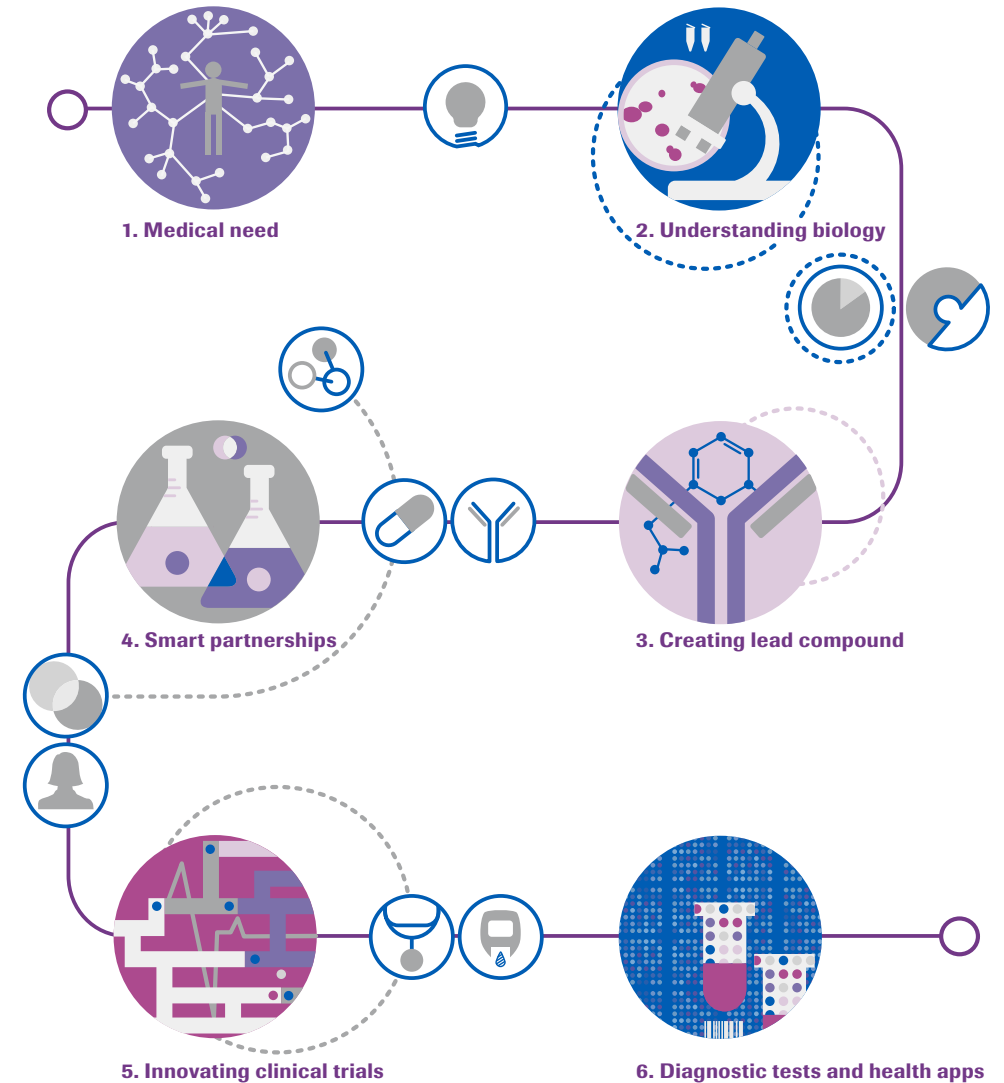 1. Medical need
2. Understanding biology
4. Smart partnerships
3. Creating lead compound
5. Innovating clinical trials
6. Diagnostic tests and health apps